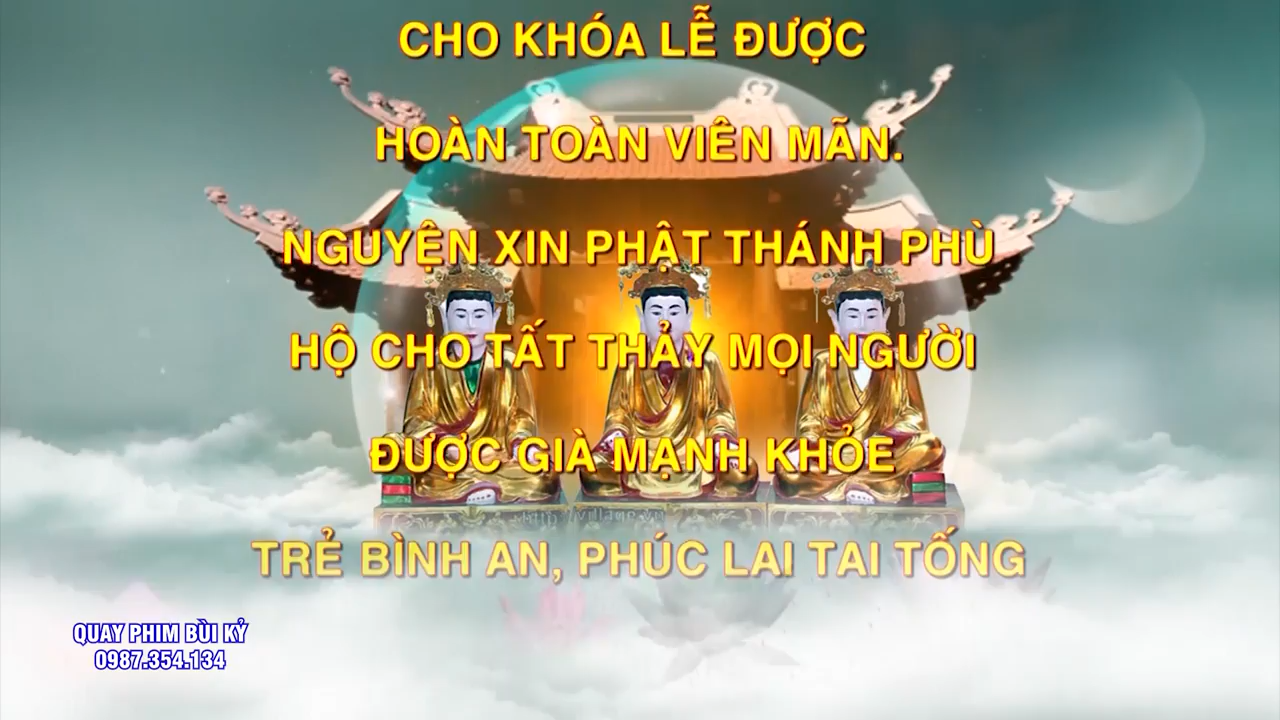 CHO KHÓA LỄ ĐƯỢC
HOÀN TOÀN VIÊN MÃN.
NGUYỆN XIN PHẬT THÁNH PHÙ
HỘ CHO TẤT THẢY MỌI NGƯỜI
ĐƯỢC GIÀ MẠNH KHỎE
TRẺ BÌNH AN, PHÚC LAI TAI TỐNG
QUAY PHIM BÙI KỶ
0987.354.134